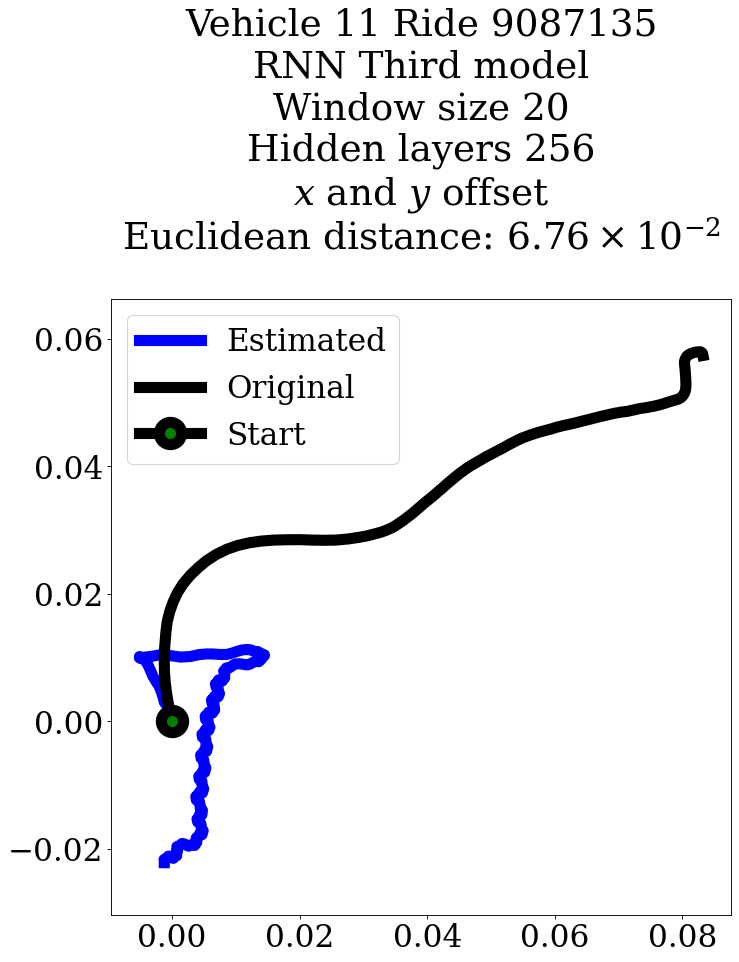 Vehicle 11 Ride 9087135
RNN Third model
Window size 20
Hidden layers 256
x and y offset
Euclidean distance: 6.76 × 10⁻²
Estimated
Original
Start
0.06
0.04
0.02
0.00
−0.02
0.00 0.02 0.04 0.06 0.08